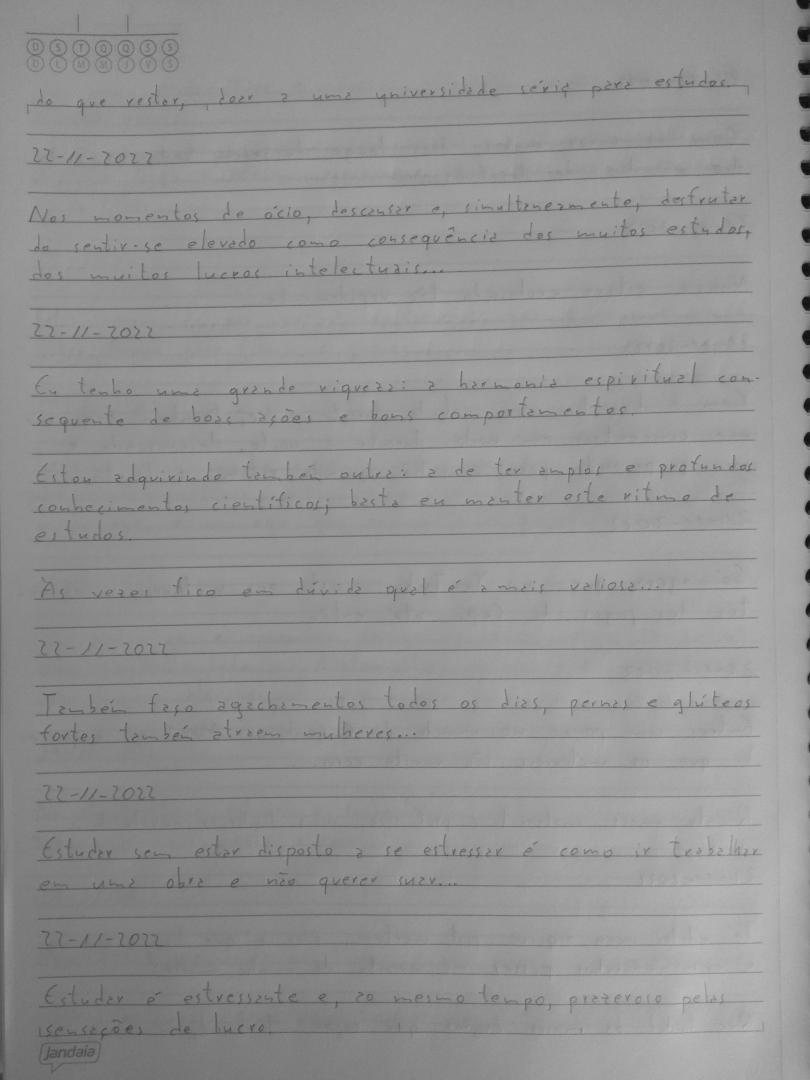 D S T Q Q S S
D L M M J V S
do que restar, doar a uma universidade séria para estudos.
22-11-2022
Nos momentos de ócio, descansar e, simultaneamente, desfrutar
do sentir-se elevado como consequência dos muitos estudos,
dos muitos lucros intelectuais...
22-11-2022
Eu tenho uma grande riqueza: a harmonia espiritual con-
sequente de boas ações e bons comportamentos.
Estou adquirindo também outra: a de ter amplos e profundos
conhecimentos científicos; basta eu manter este ritmo de
estudos.
Às vezes fico em dúvida qual é a mais valiosa...
22-11-2022
Também faço agachamentos todos os dias, pernas e glúteos
fortes também atraem mulheres...
22-11-2022
Estudar sem estar disposto a se estressar é como ir trabalhar
em uma obra e não querer suar...
22-11-2022
Estudar é estressante e, ao mesmo tempo, prazeroso pelas
sensações de lucro.
Jandaia